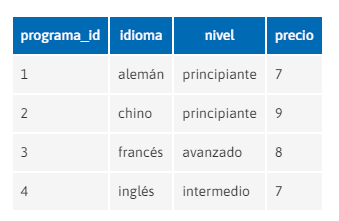 programa_id idioma nivel precio
1 alemán principiante 7
2 chino principiante 9
3 francés avanzado 8
4 inglés intermedio 7